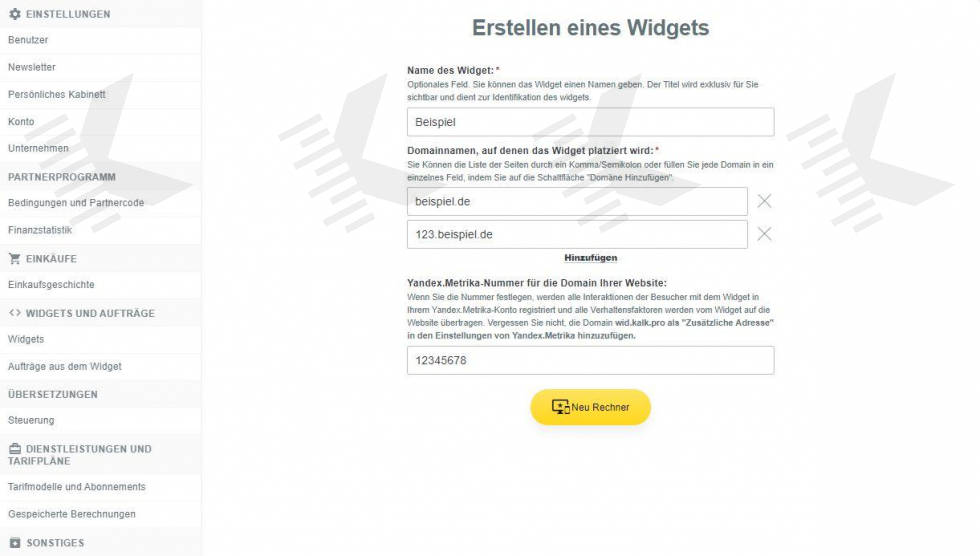 EINSTELLUNGEN
Benutzer
Newsletter
Persönliches Kabinett
Konto
Unternehmen
PARTNERPROGRAMM
Bedingungen und Partnercode
Finanzstatistik
EINKÄUFE
Einkaufsgeschichte
WIDGETS UND AUFTRÄGE
Widgets
Aufträge aus dem Widget
ÜBERSETZUNGEN
Steuerung
DIENSTLEISTUNGEN UND
TARIFPLÄNE
Tarifmodelle und Abonnements
Gespeicherte Berechnungen
SONSTIGES
Erstellen eines Widgets
Name des Widget: *
Optionales Feld. Sie können das Widget einen Namen geben. Der Titel wird exklusiv für Sie
sichtbar und dient zur Identifikation des widgets.
Beispiel
Domainnamen, auf denen das Widget platziert wird: *
Sie Können die Liste der Seiten durch ein Komma/Semikolon oder füllen Sie jede Domain in ein
einzelnes Feld, indem Sie auf die Schaltfläche "Domäne Hinzufügen".
beispiel.de
123.beispiel.de
Hinzufügen
Yandex.Metrika-Nummer für die Domain Ihrer Website:
Wenn Sie die Nummer festlegen, werden alle Interaktionen der Besucher mit dem Widget in
Ihrem Yandex.Metrika-Konto registriert und alle Verhaltensfaktoren werden vom Widget auf die
Website übertragen. Vergessen Sie nicht, die Domain wid.kalk.pro als "Zusätzliche Adresse"
in den Einstellungen von Yandex.Metrika hinzuzufügen.
12345678
Neu Rechner